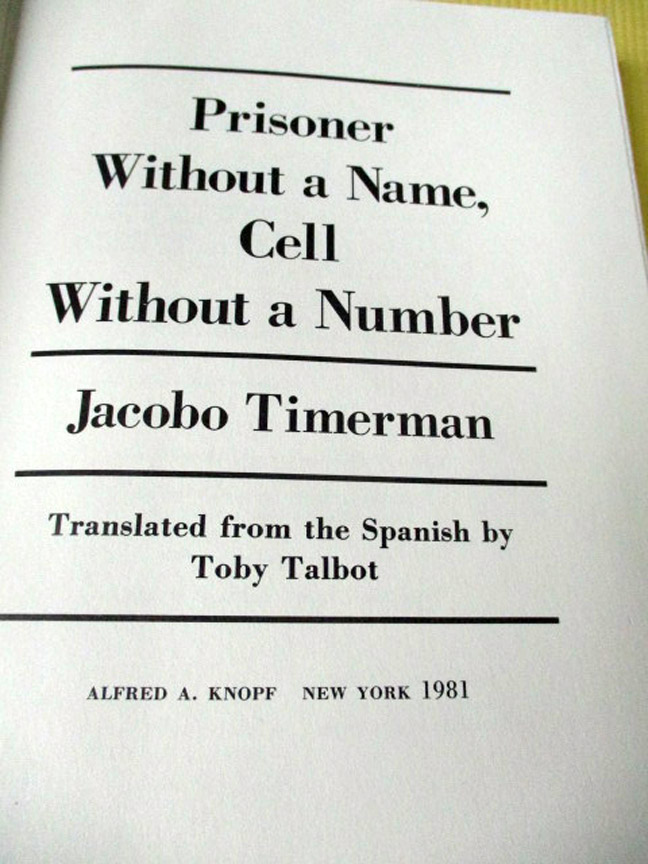 Prisoner
Without a Name,
Cell
Without a Number
Jacobo Timerman
Translated from the Spanish by
Toby Talbot
ALFRED A. KNOPF NEW YORK 1981